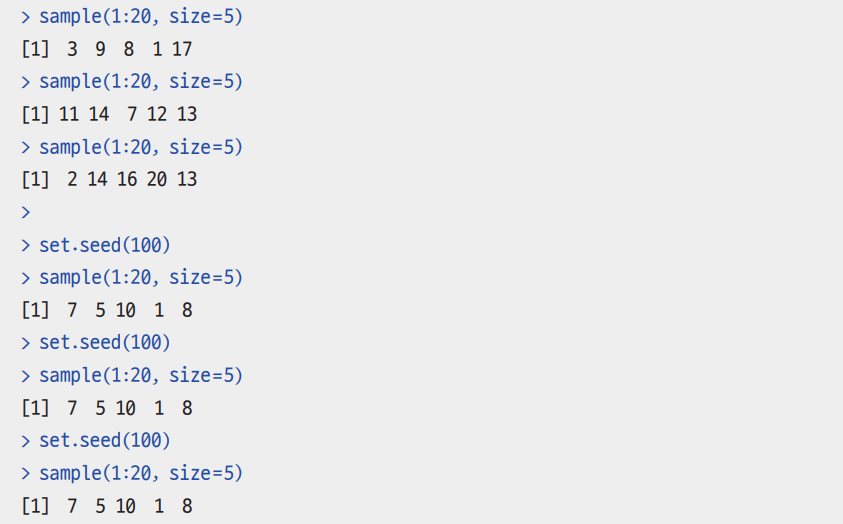 > sample(1:20, size=5)
[1]  3  9  8  1 17
> sample(1:20, size=5)
[1] 11 14  7 12 13
> sample(1:20, size=5)
[1]  2 14 16 20 13
>
> set.seed(100)
> sample(1:20, size=5)
[1]  7  5 10  1  8
> set.seed(100)
> sample(1:20, size=5)
[1]  7  5 10  1  8
> set.seed(100)
> sample(1:20, size=5)
[1]  7  5 10  1  8